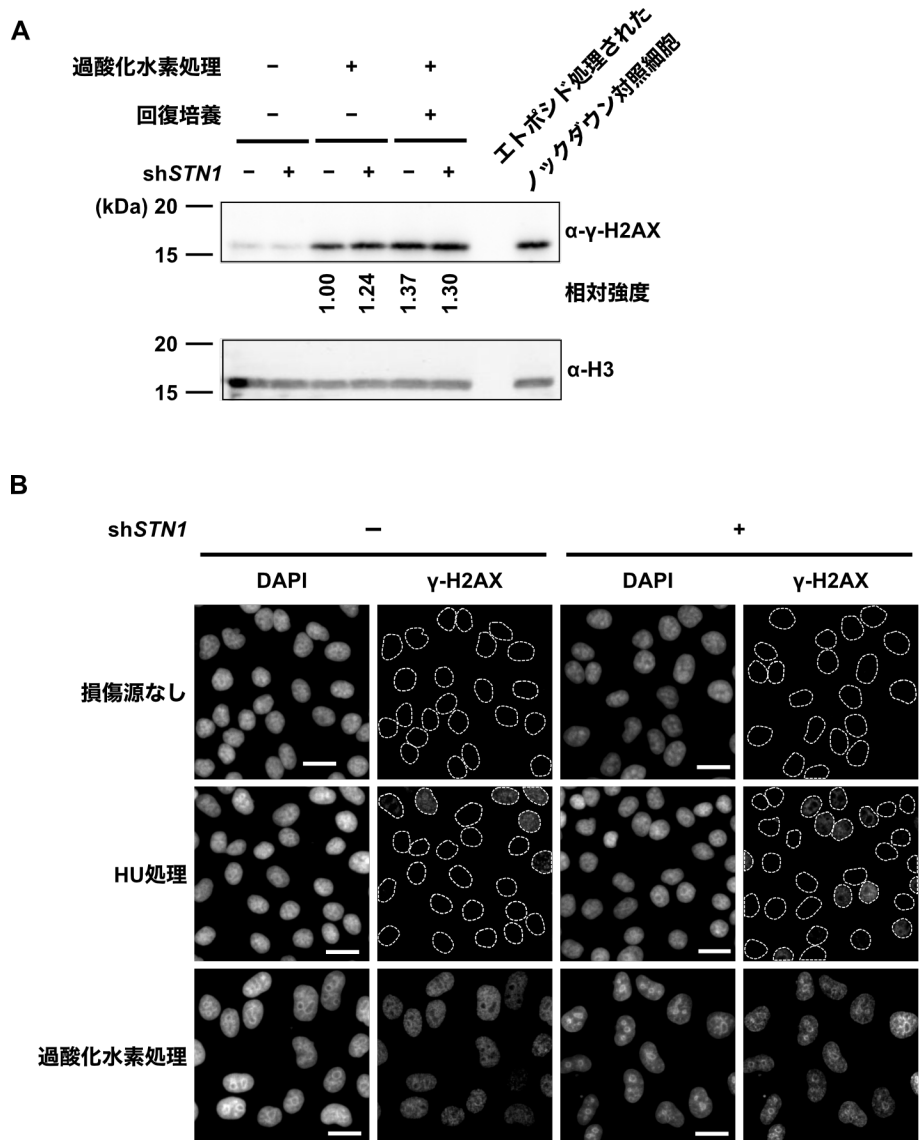 A
過酸化水素処理 − + +
回復培養 − − +
エトポシド処理された
ノックダウン対照細胞
shSTN1 − + − + − +
(kDa) 20
15
α-γ-H2AX
1.00 1.24 1.37 1.30 相対強度
20
15
α-H3
B
shSTN1 − +
DAPI γ-H2AX DAPI γ-H2AX
損傷源なし
HU処理
過酸化水素処理